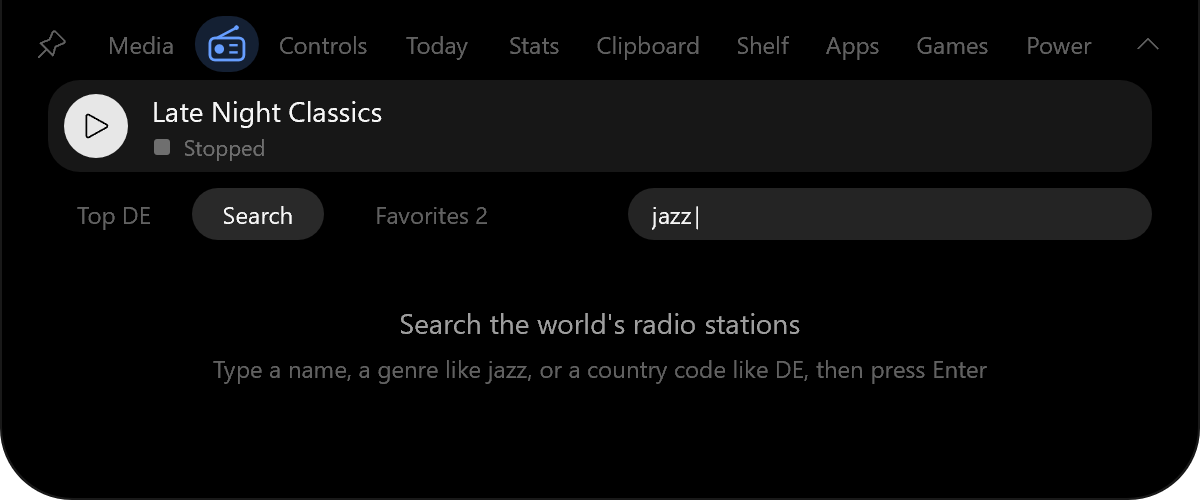 Media Controls Today Stats Clipboard Shelf Apps Games Power
Late Night Classics
Stopped
Top DE Search Favorites 2 jazz
Search the world's radio stations
Type a name, a genre like jazz, or a country code like DE, then press Enter